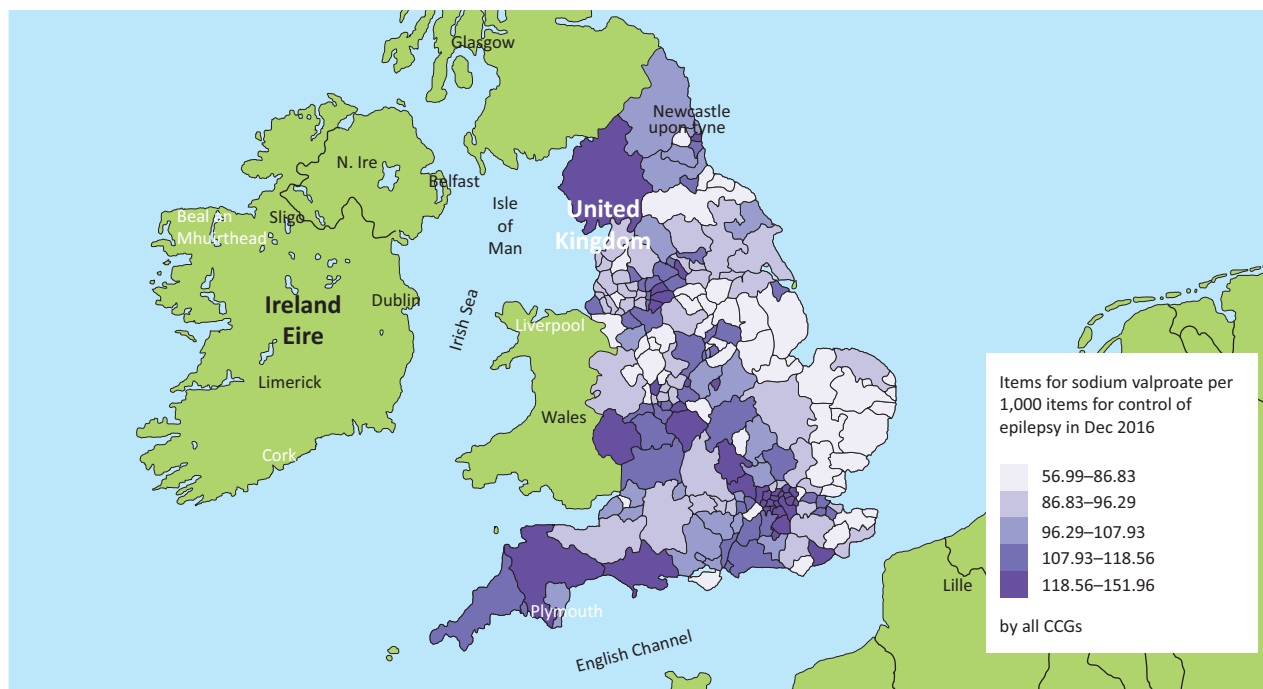 Glasgow
Newcastle
upon-tyne
N. Ire
Belfast
Isle
of
Man
United
Kingdom
Beal an
Mhuirthead
Sligo
Ireland
Eire
Dublin
Irish Sea
Liverpool
Limerick
Wales
Cork
Plymouth
English Channel
Lille
Items for sodium valproate per
1,000 items for control of
epilepsy in Dec 2016
56.99–86.83
86.83–96.29
96.29–107.93
107.93–118.56
118.56–151.96
by all CCGs